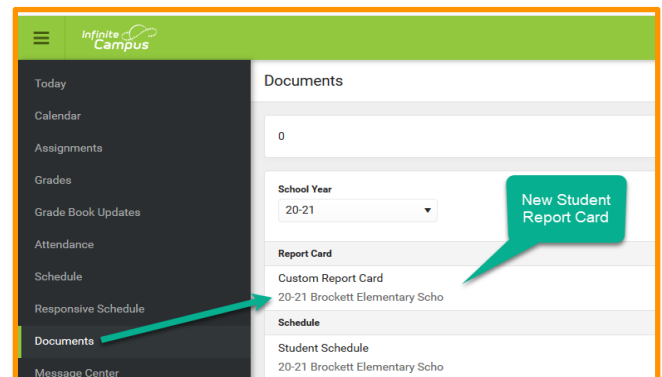 Infinite
Campus
Today
Calendar
Assignments
Grades
Grade Book Updates
Attendance
Schedule
Responsive Schedule
Documents
Message Center
Documents
0
School Year
20-21
New Student
Report Card
Report Card
Custom Report Card
20-21 Brockett Elementary Scho
Schedule
Student Schedule
20-21 Brockett Elementary Scho